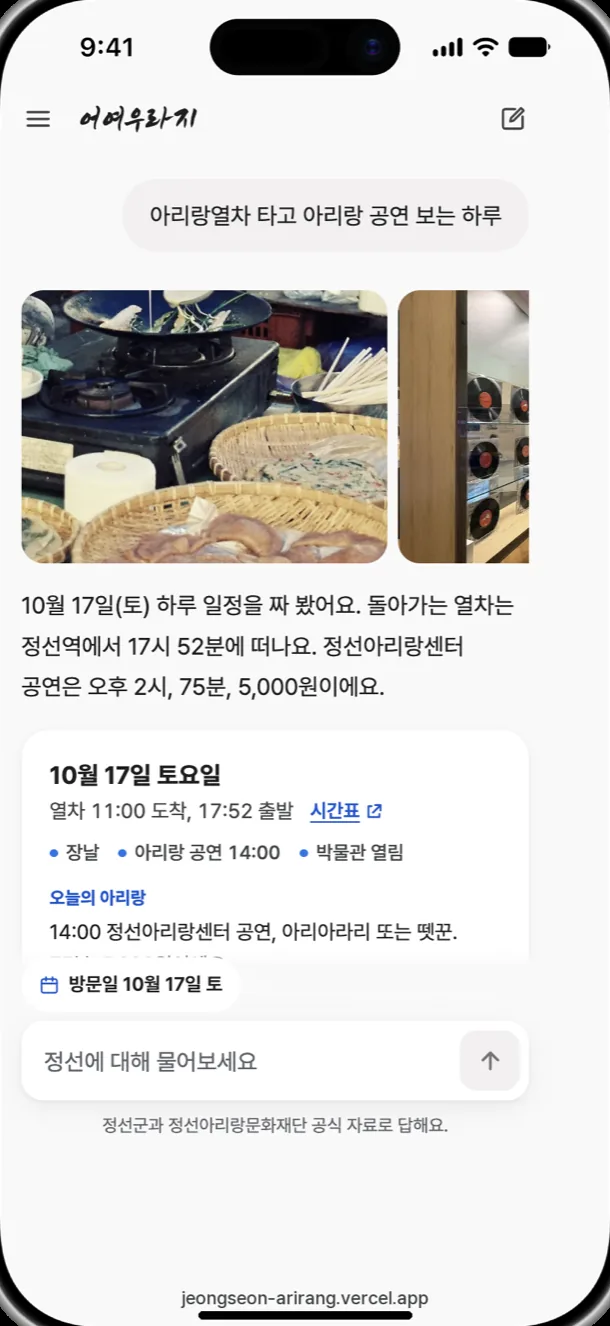 9:41
어여우라지
아리랑열차 타고 아리랑 공연 보는 하루
10월 17일(토) 하루 일정을 짜 봤어요. 돌아가는 열차는
정선역에서 17시 52분에 떠나요. 정선아리랑센터
공연은 오후 2시, 75분, 5,000원이에요.
10월 17일 토요일
열차 11:00 도착, 17:52 출발 시간표
장날 아리랑 공연 14:00 박물관 열림
오늘의 아리랑
14:00 정선아리랑센터 공연, 아리아라리 또는 뗏꾼.
방문일 10월 17일 토
정선에 대해 물어보세요
정선군과 정선아리랑문화재단 공식 자료로 답해요.
jeongseon-arirang.vercel.app